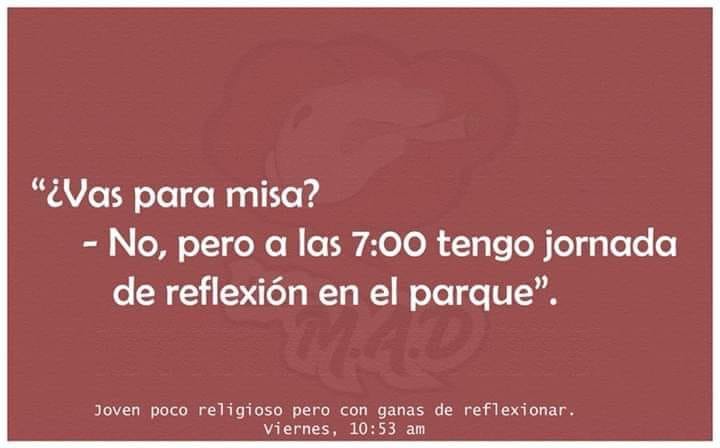 “¿Vas para misa?
- No, pero a las 7:00 tengo jornada
de reflexión en el parque”.
M.A.D
Joven poco religioso pero con ganas de reflexionar.
Viernes, 10:53 am